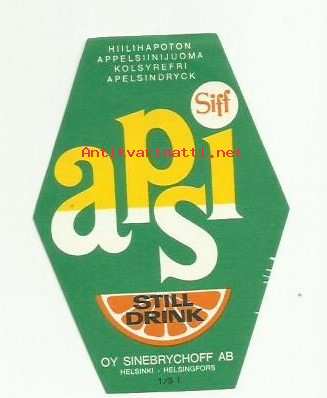 HIILIHAPOTON
APPELSIINIJUOMA
KOLSYREFRI
APELSINDRYCK
Siff
apsi
Antikvariaatti.net
STILL
DRINK
OY SINEBRYCHOFF AB
HELSINKI - HELSINGFORS
1/3 l